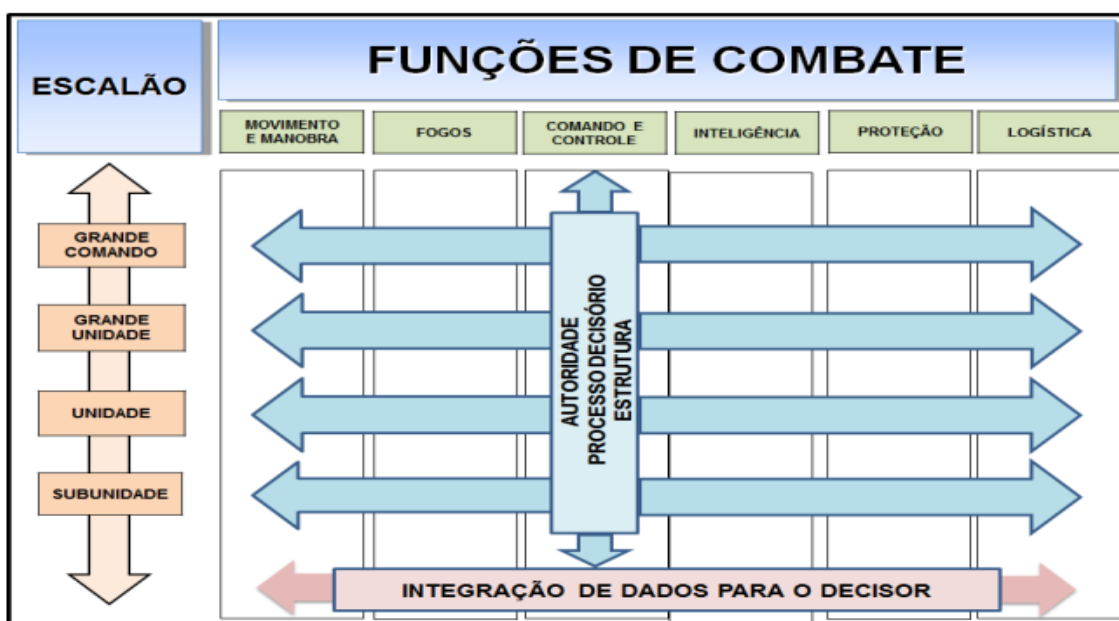 ESCALÃO
FUNÇÕES DE COMBATE
MOVIMENTO
E MANOBRA
FOGOS
COMANDO E
CONTROLE
INTELIGÊNCIA
PROTEÇÃO
LOGÍSTICA
GRANDE
COMANDO
GRANDE
UNIDADE
UNIDADE
SUBUNIDADE
AUTORIDADE
PROCESSO DECISÓRIO
ESTRUTURA
INTEGRAÇÃO DE DADOS PARA O DECISOR